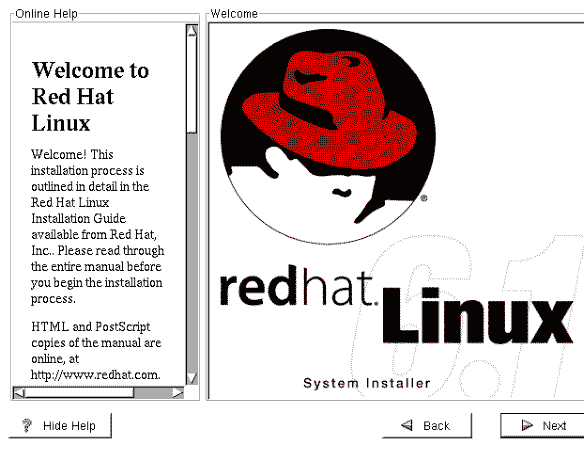 Online Help
Welcome to
Red Hat
Linux
Welcome! This
installation process is
outlined in detail in the
Red Hat Linux
Installation Guide
available from Red Hat,
Inc.. Please read through
the entire manual before
you begin the installation
process.
HTML and PostScript
copies of the manual are
online, at
http://www.redhat.com.
Welcome
®
redhat.
6.1
Linux
System Installer
Hide Help
Back
Next